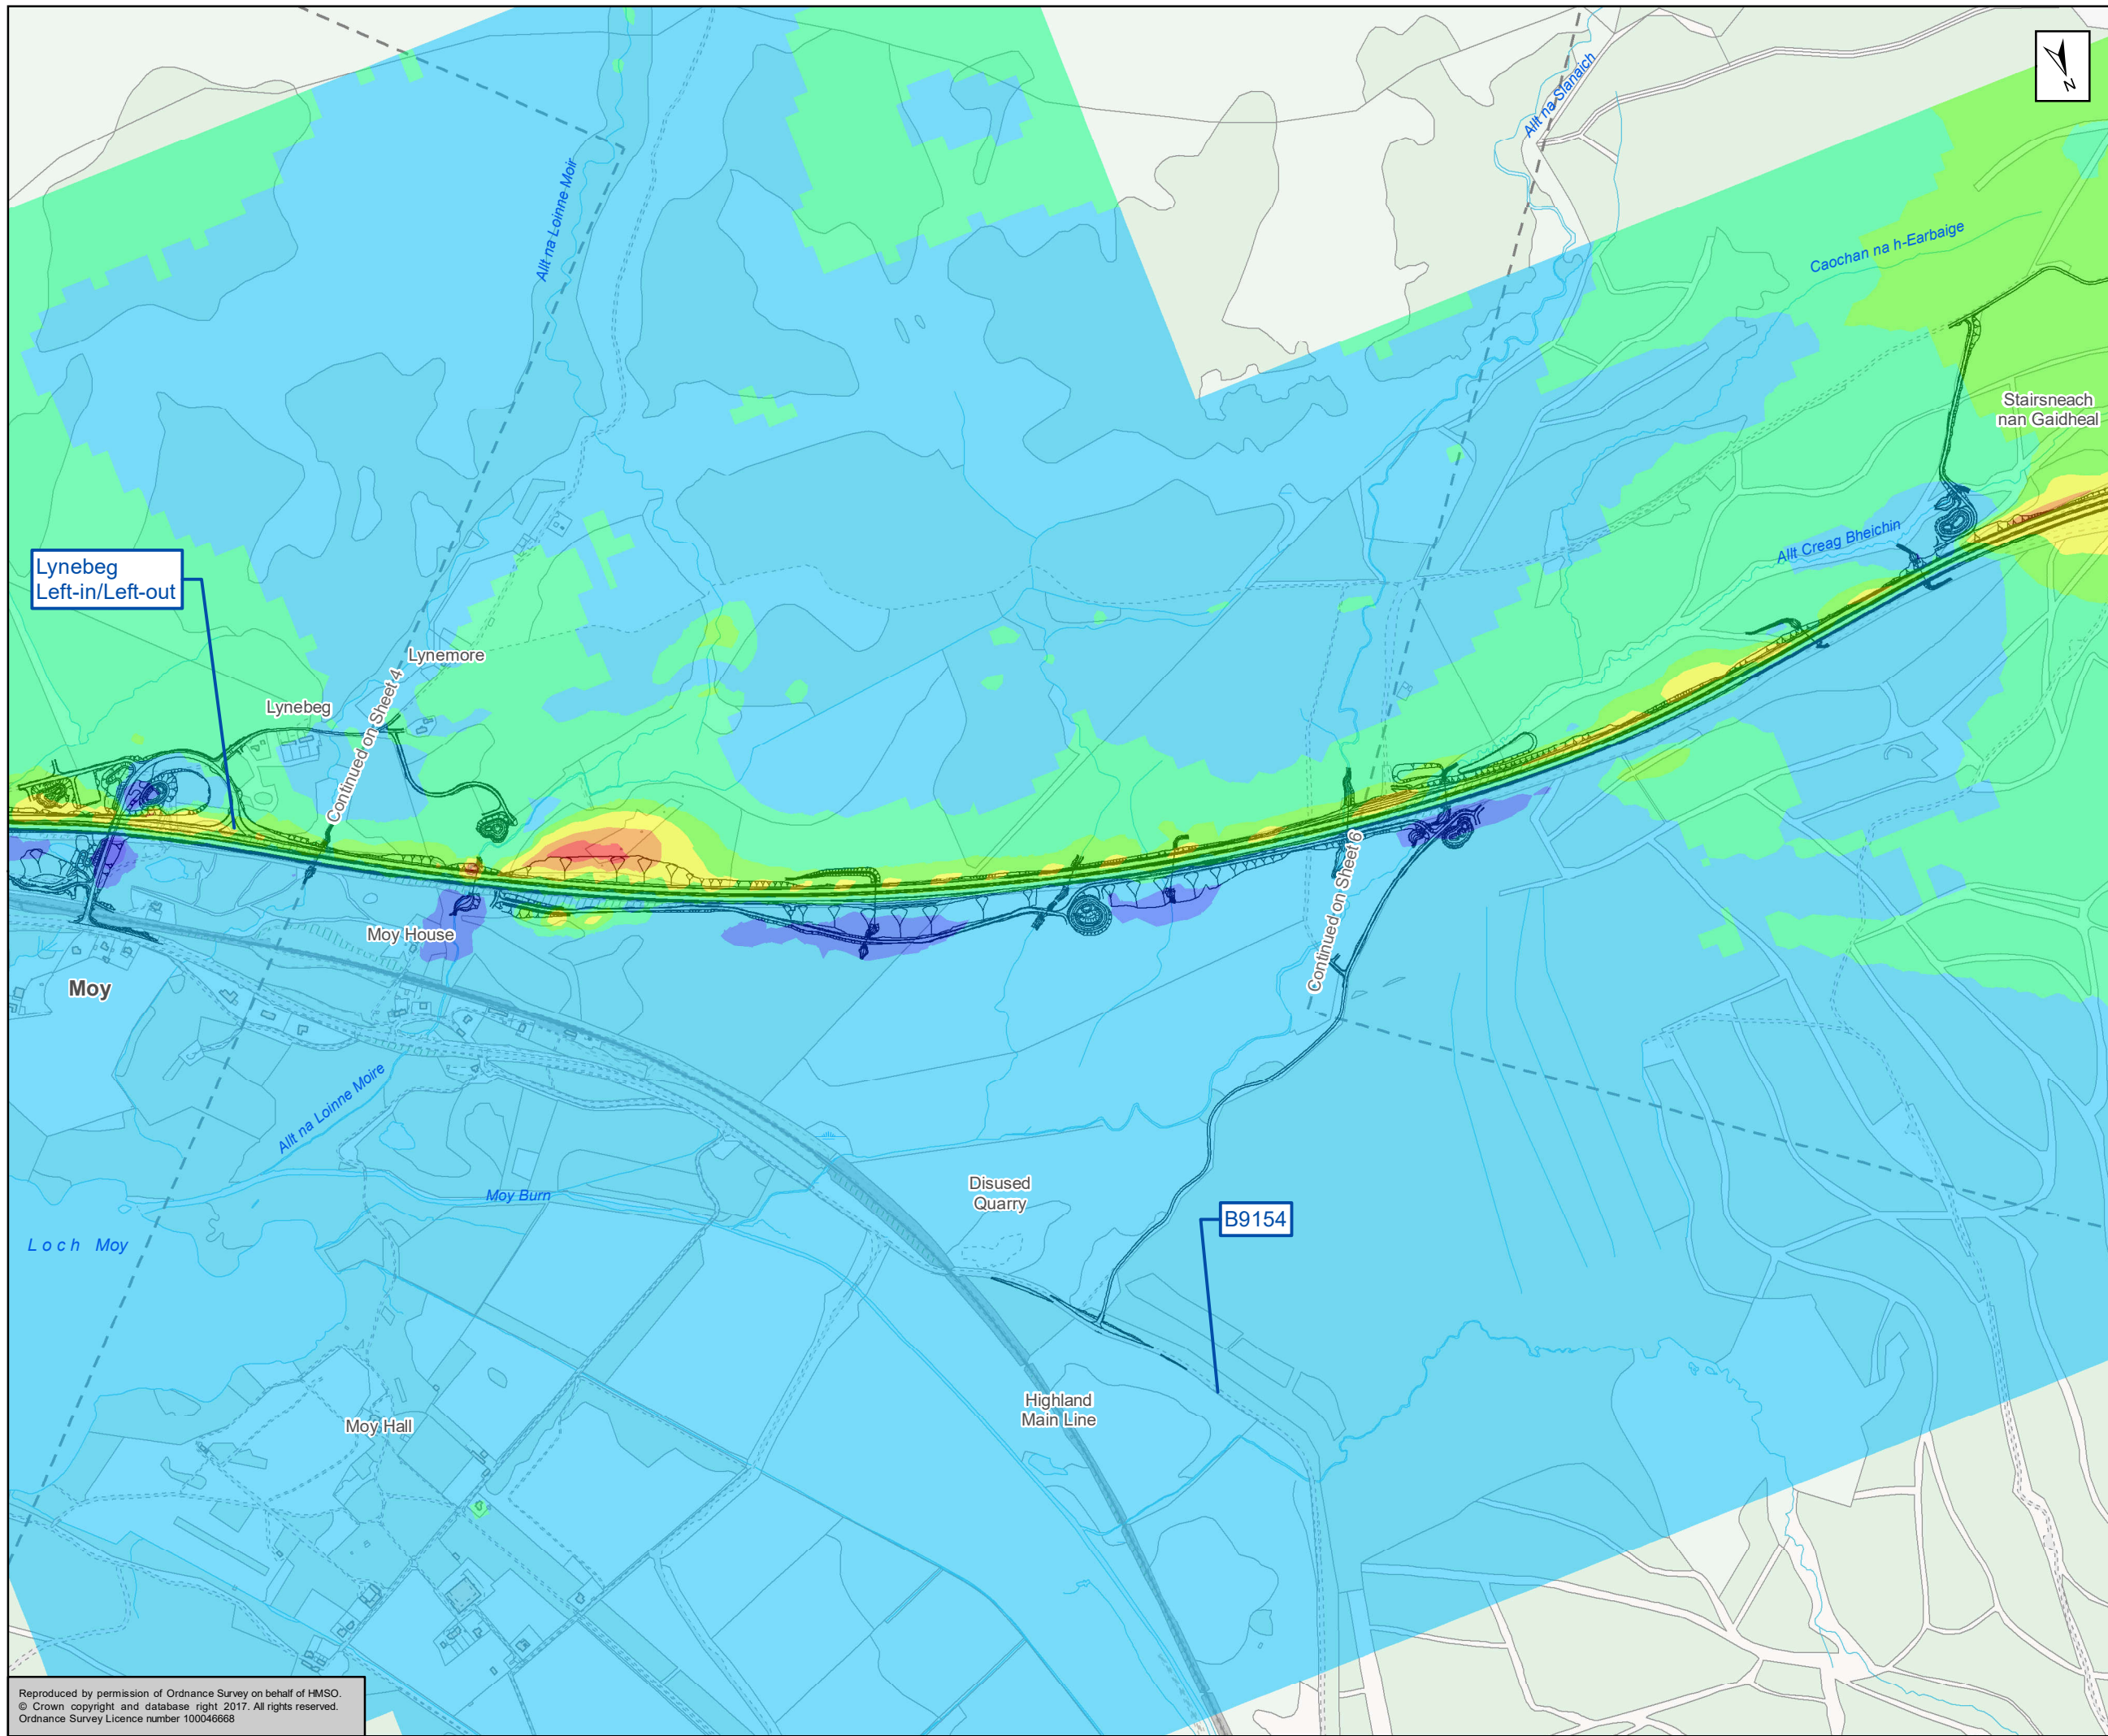 N
Allt na Slanaich
Allt na Loinne Moir
Caochan na h-Earbaige
Stairsneach
nan Gaidheal
Allt Creag Bheichin
Lynebeg
Left-in/Left-out
Lynemore
Lynebeg
Continued on Sheet 4
Continued on Sheet 6
Moy House
Moy
Allt na Loinne Moire
Moy Burn
Disused
Quarry
B9154
Loch Moy
Highland
Main Line
Moy Hall
Reproduced by permission of Ordnance Survey on behalf of HMSO.
© Crown copyright and database right 2017. All rights reserved.
Ordnance Survey Licence number 100046668